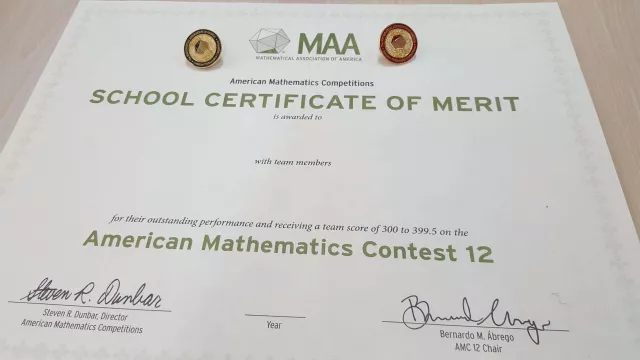 MAA
MATHEMATICAL ASSOCIATION OF AMERICA
American Mathematics Competitions
SCHOOL CERTIFICATE OF MERIT
is awarded to
with team members
for their outstanding performance and receiving a team score of 300 to 399.5 on the
American Mathematics Contest 12
Steven R. Dunbar
Steven R. Dunbar, Director
American Mathematics Competitions
Year
Bernardo M. Ábrego
AMC 12 Chair